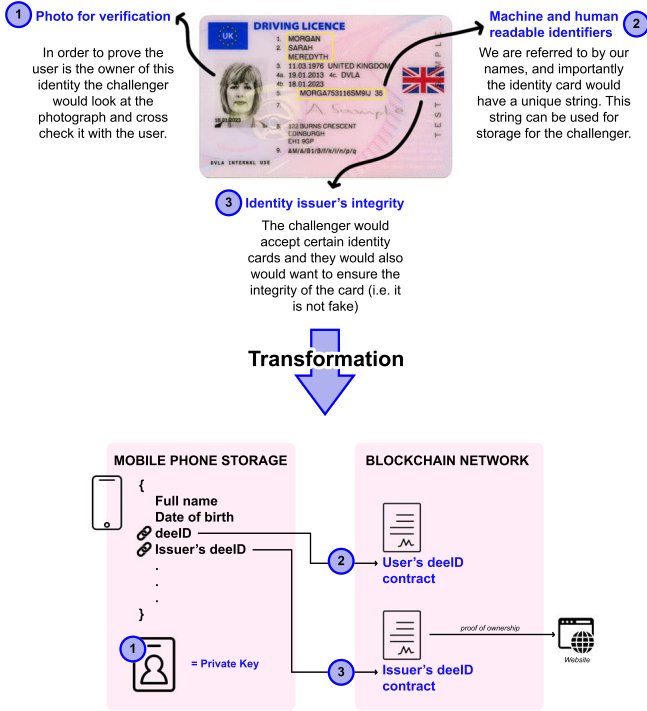 1 Photo for verification
In order to prove the
user is the owner of this
identity the challenger
would look at the
photograph and cross
check it with the user.
UK
DRIVING LICENCE
1. MORGAN
2. SARAH
MEREDYTH
3. 11.03.1976 UNITED KINGDOM
4a. 19.01.2013 4c. DVLA
4b. 18.01.2023
5. MORGA753116SM9IJ 35
7.
A Sample
18.01.2023
8. 122 BURNS CRESCENT
EDINBURGH
EH1 9GP
9. AM/A/B1/B/f/k/l/n/p/q
DVLA INTERNAL USE
TEST SAMPLE
Machine and human
readable identifiers 2
We are referred to by our
names, and importantly
the identity card would
have a unique string. This
string can be used for
storage for the challenger.
3 Identity issuer's integrity
The challenger would
accept certain identity
cards and they would also
would want to ensure the
integrity of the card (i.e. it
is not fake)
Transformation
MOBILE PHONE STORAGE
{
Full name
Date of birth
deeID
Issuer's deeID
.
.
.
}
1
= Private Key
BLOCKCHAIN NETWORK
2
User's deeID
contract
3
Issuer's deeID
contract
proof of ownership
Website